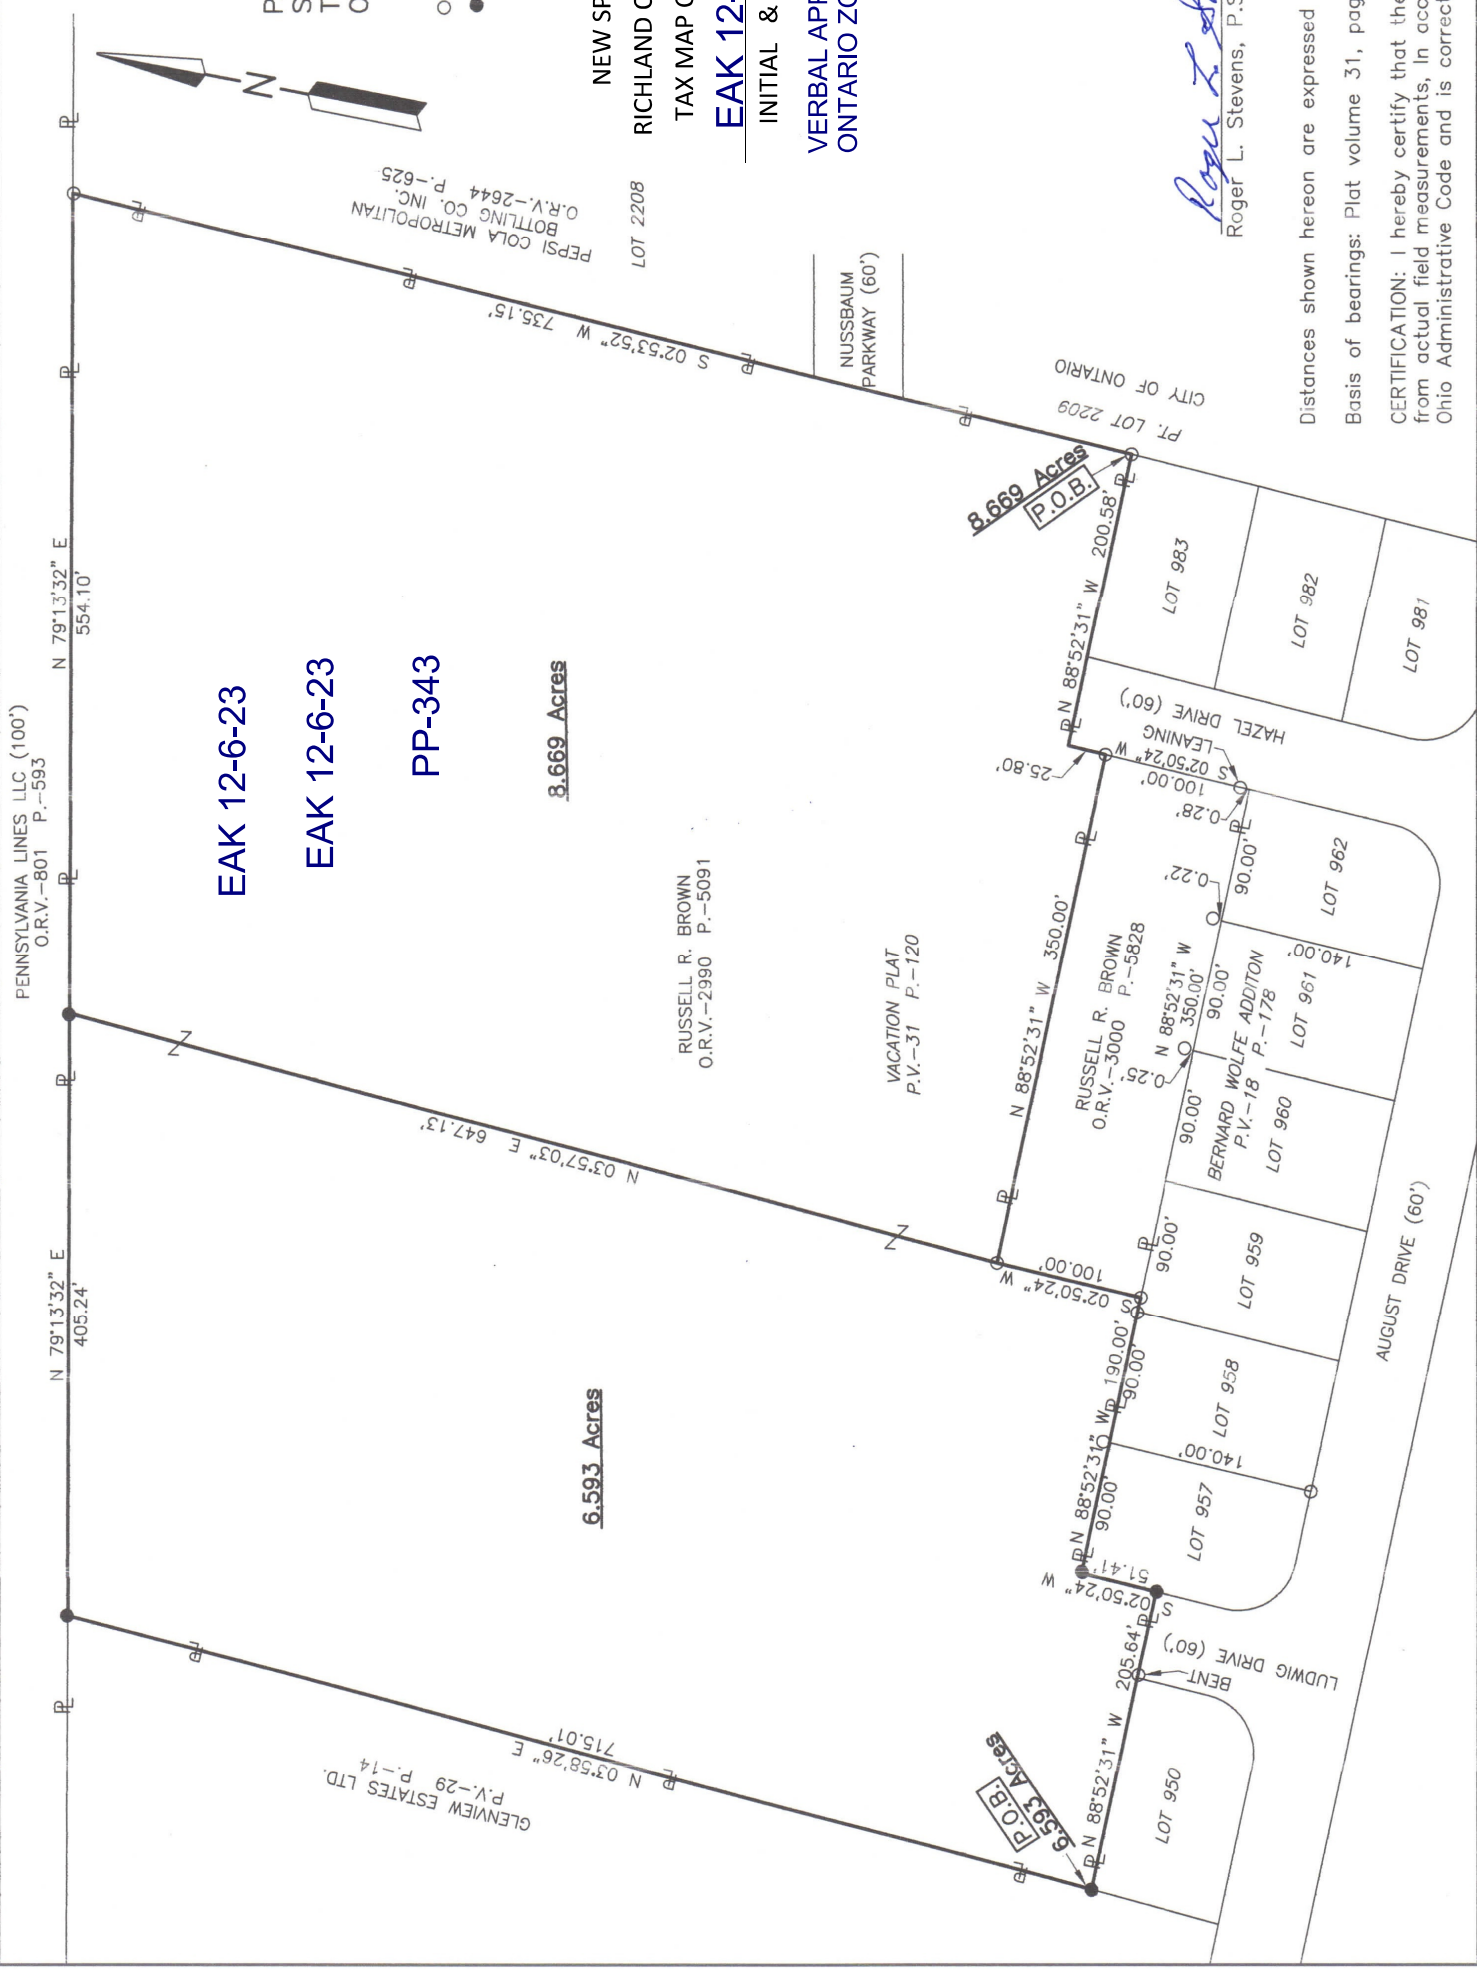 PENNSYLVANIA LINES LLC (100')
O.R.V.-801 P.-593
N 79°13'32" E
405.24'
N 79°13'32" E
554.10'
N
EAK 12-6-23
EAK 12-6-23
PP-343
8.669 Acres
6.593 Acres
RUSSELL R. BROWN
O.R.V.-2990 P.-5091
VACATION PLAT
P.V.-31 P.-120
GLENVIEW ESTATES LTD.
P.V.-29 P.-14
N 03°58'26" E
715.01'
N 03°57'03" E 647.13'
S 02°53'52" W 735.15'
PEPSI COLA METROPOLITAN
BOTTLING CO. INC.
O.R.V.-2644 P.-625
LOT 2208
NUSSBAUM
PARKWAY (60')
PT. LOT 2209
CITY OF ONTARIO
8.669 Acres
P.O.B.
N 88°52'31" W 200.58'
25.80'
S 02°50'24" W
100.00'
LEANING
HAZEL DRIVE (60')
0.28'
0.22'
0.25'
N 88°52'31" W 350.00'
RUSSELL R. BROWN
O.R.V.-3000 P.-5828
N 88°52'31" W
350.00'
90.00'
90.00'
90.00'
90.00'
BERNARD WOLFE ADDITON
P.V.-18 P.-178
S 02°50'24" W
100.00'
N 88°52'31" W 190.00'
90.00'
90.00'
S 02°50'24" W
51.41'
N 88°52'31" W 205.64'
BENT
P.O.B.
6.593 Acres
LUDWIG DRIVE (60')
140.00'
140.00'
LOT 950
LOT 957
LOT 958
LOT 959
LOT 960
LOT 961
LOT 962
LOT 983
LOT 982
LOT 981
AUGUST DRIVE (60')
NEW SP
RICHLAND C
TAX MAP
EAK 12-
INITIAL &
VERBAL APP
ONTARIO ZO
Roger L.
Roger L. Stevens, P.S
Distances shown hereon are expressed
Basis of bearings: Plat volume 31, pag
CERTIFICATION: I hereby certify that the
from actual field measurements, In acc
Ohio Administrative Code and is correct